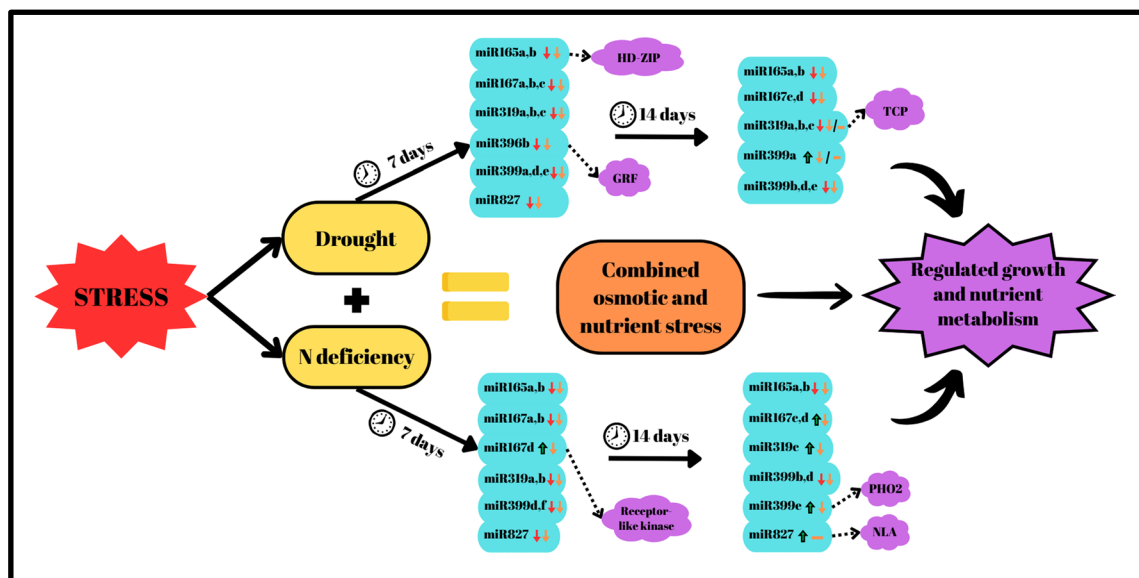 STRESS
Drought
N deficiency
7 days
miR165a,b
miR167a,b,c
miR319a,b,c
miR396b
miR399a,d,e
miR827
HD-ZIP
GRF
14 days
miR165a,b
miR167c,d
miR319a,b,c /
miR399a /
miR399b,d,e
TCP
Combined
osmotic and
nutrient stress
Regulated growth
and nutrient
metabolism
7 days
miR165a,b
miR167a,b
miR167d
miR319a,b
miR399d,f
miR827
Receptor-
like kinase
14 days
miR165a,b
miR167c,d
miR319c
miR399b,d
miR399e
miR827
PHO2
NLA